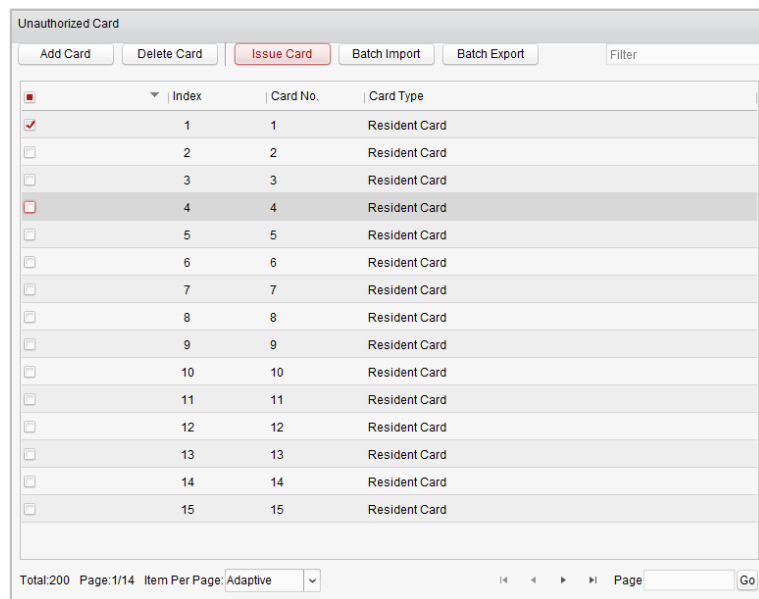 Unauthorized Card
Add Card Delete Card Issue Card Batch Import Batch Export Filter
Index Card No. Card Type
1 1 Resident Card
2 2 Resident Card
3 3 Resident Card
4 4 Resident Card
5 5 Resident Card
6 6 Resident Card
7 7 Resident Card
8 8 Resident Card
9 9 Resident Card
10 10 Resident Card
11 11 Resident Card
12 12 Resident Card
13 13 Resident Card
14 14 Resident Card
15 15 Resident Card
Total:200 Page:1/14 Item Per Page: Adaptive Page Go